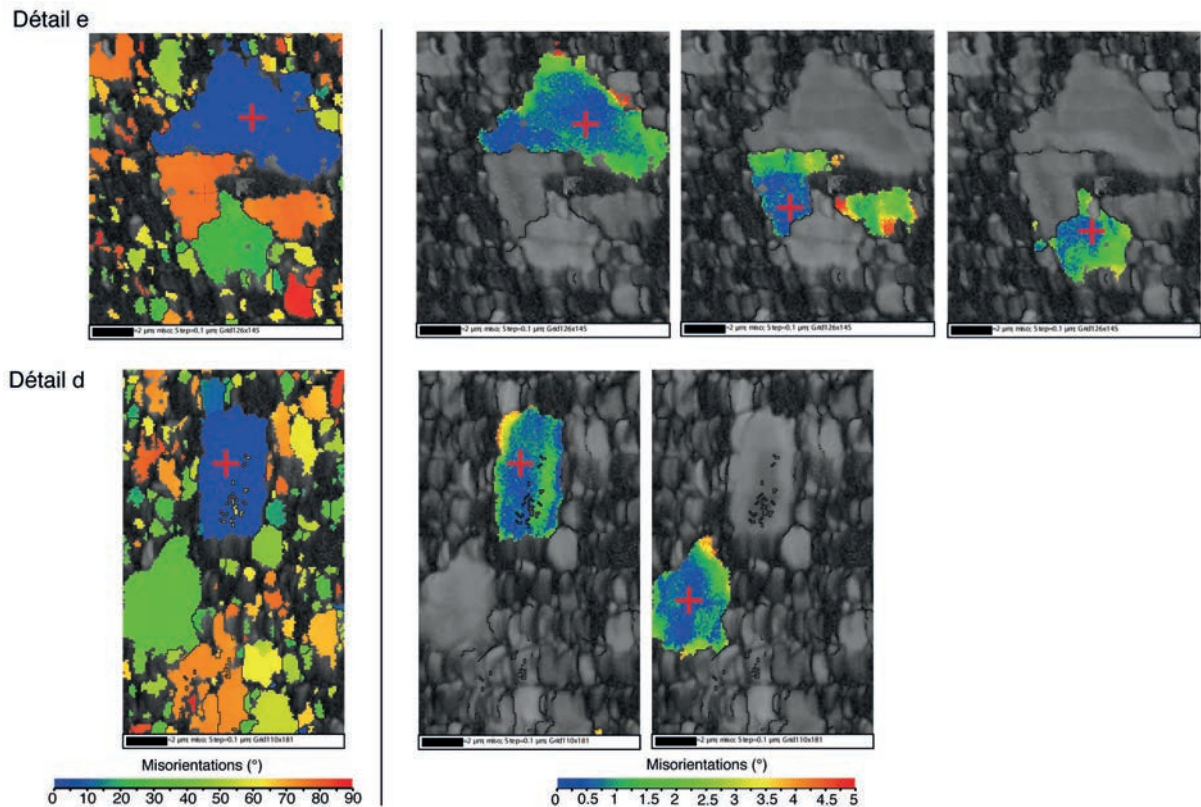 Détail e
=2 µm; miso; Step=0.1 µm; Grid126x145
=2 µm; miso; Step=0.1 µm; Grid126x145
=2 µm; miso; Step=0.1 µm; Grid126x145
=2 µm; miso; Step=0.1 µm; Grid126x145
Détail d
=2 µm; miso; Step=0.1 µm; Grid110x181
=2 µm; miso; Step=0.1 µm; Grid110x181
=2 µm; miso; Step=0.1 µm; Grid110x181
Misorientations (°)
0 10 20 30 40 50 60 70 80 90
Misorientations (°)
0 0.5 1 1.5 2 2.5 3 3.5 4 4.5 5